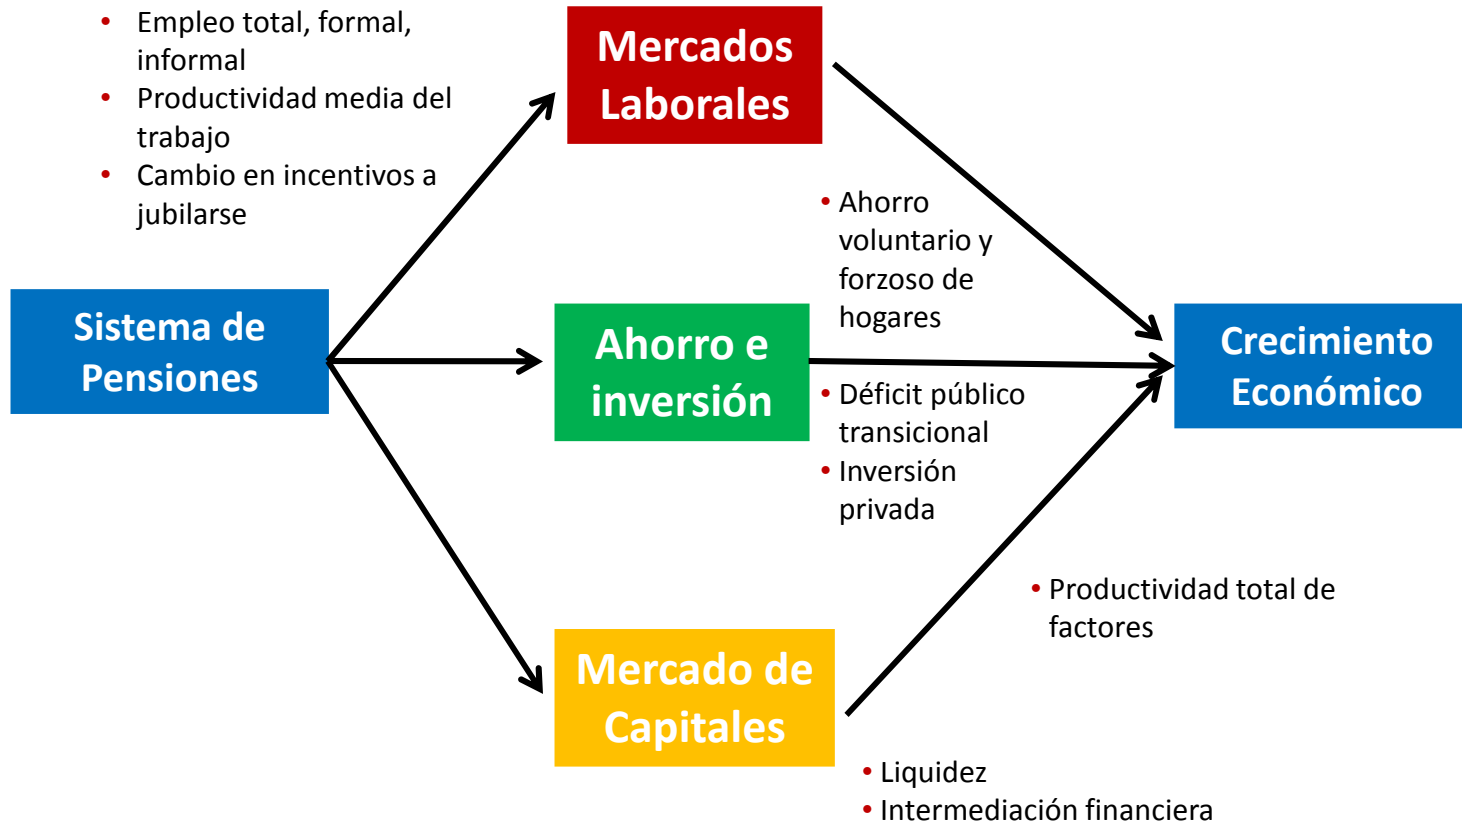 • Empleo total, formal,
informal
• Productividad media del
trabajo
• Cambio en incentivos a
jubilarse
Mercados
Laborales
• Ahorro
voluntario y
forzoso de
hogares
Sistema de
Pensiones
Ahorro e
inversión
Crecimiento
Económico
• Déficit público
transicional
• Inversión
privada
• Productividad total de
factores
Mercado de
Capitales
• Liquidez
• Intermediación financiera